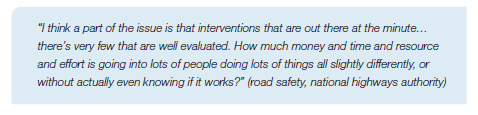 “I think a part of the issue is that interventions that are out there at the minute…
there’s very few that are well evaluated. How much money and time and resource
and effort is going into lots of people doing lots of things all slightly differently, or
without actually even knowing if it works?” (road safety, national highways authority)